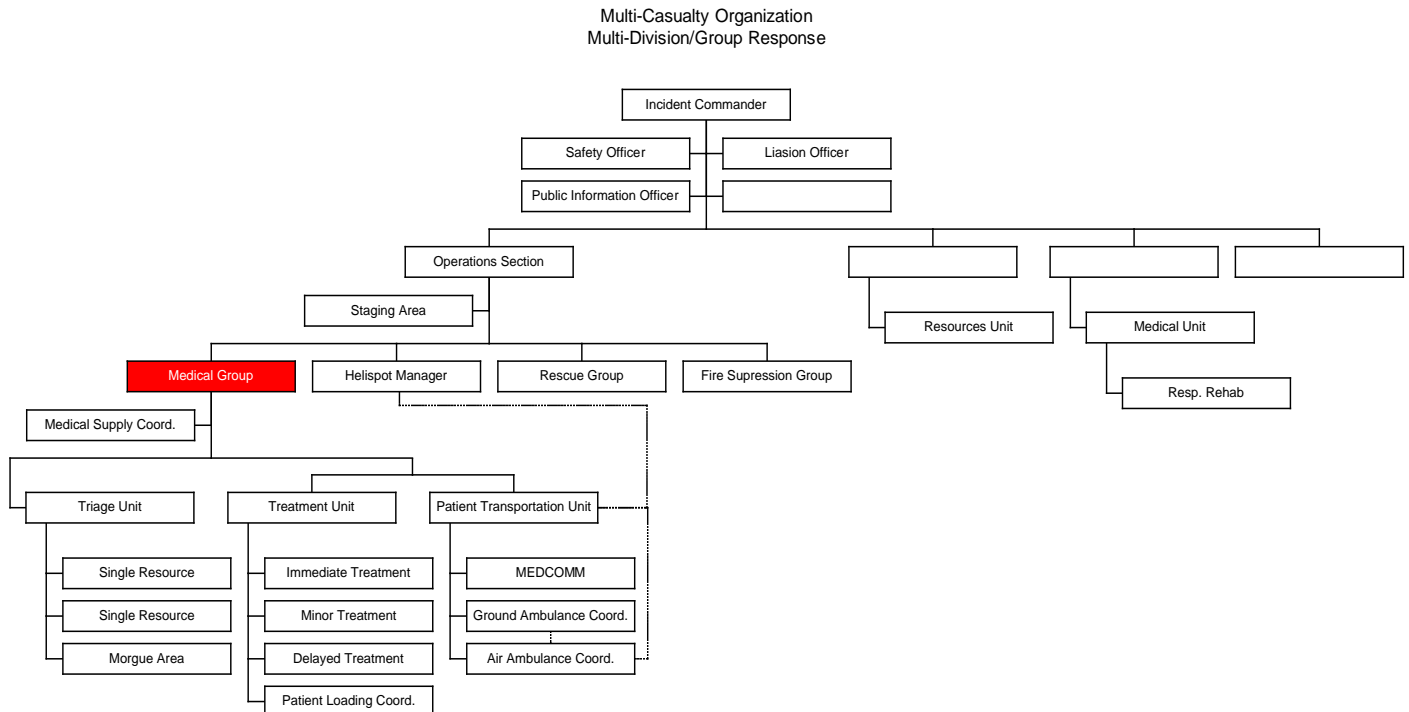 Multi-Casualty Organization
Multi-Division/Group Response
Incident Commander
Safety Officer
Liasion Officer
Public Information Officer
Operations Section
Staging Area
Resources Unit
Medical Unit
Medical Group
Helispot Manager
Rescue Group
Fire Supression Group
Resp. Rehab
Medical Supply Coord.
Triage Unit
Treatment Unit
Patient Transportation Unit
Single Resource
Immediate Treatment
MEDCOMM
Single Resource
Minor Treatment
Ground Ambulance Coord.
Morgue Area
Delayed Treatment
Air Ambulance Coord.
Patient Loading Coord.